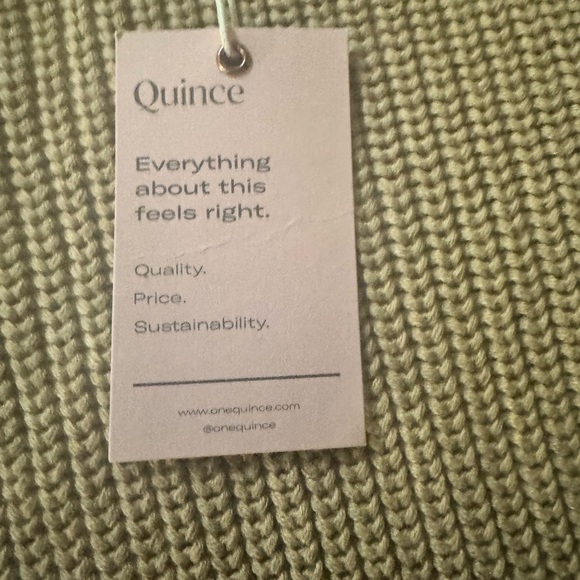 Quince
Everything
about this
feels right.
Quality.
Price.
Sustainability.
www.onequince.com
@onequince